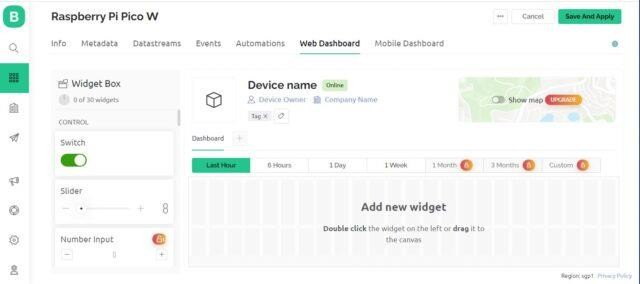 B
Raspberry Pi Pico W
Cancel
Save And Apply
Info Metadata Datastreams Events Automations Web Dashboard Mobile Dashboard
Widget Box
0 of 30 widgets
CONTROL
Switch
Slider
Number Input
0
Device name Online
Device Owner Company Name
Tag
Show map UPGRADE
Dashboard
Last Hour 6 Hours 1 Day 1 Week 1 Month 3 Months Custom
Add new widget
Double click the widget on the left or drag it to
the canvas
Region: sgp1 Privacy Policy